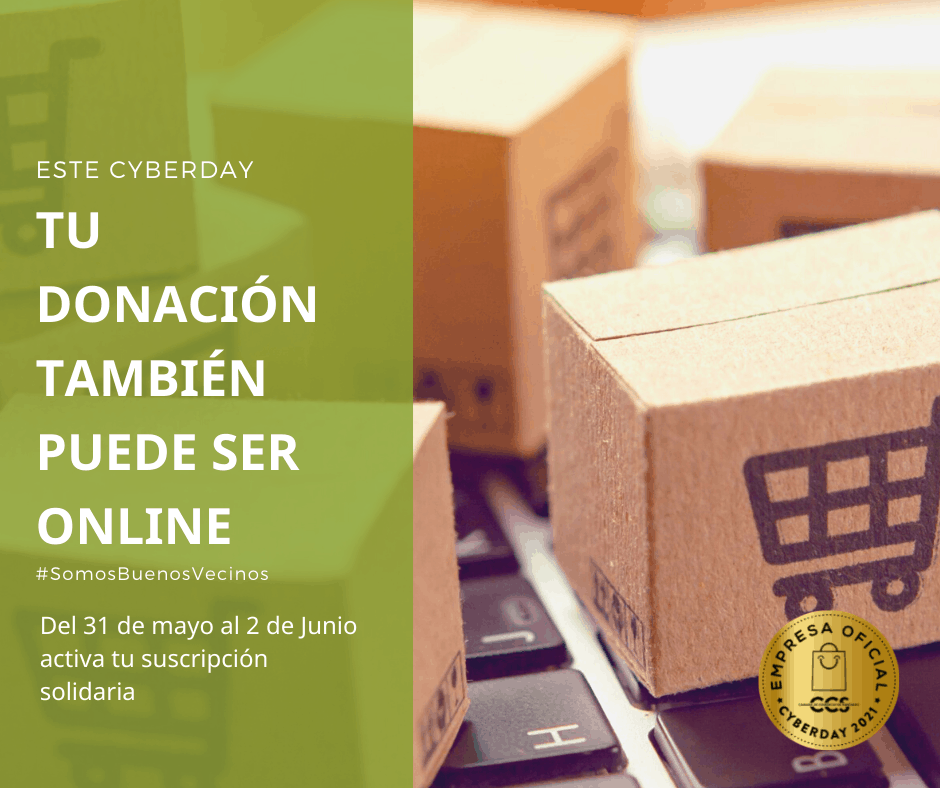 ESTE CYBERDAY
TU
DONACIÓN
TAMBIÉN
PUEDE SER
ONLINE
#SomosBuenosVecinos
Del 31 de mayo al 2 de Junio
activa tu suscripción
solidaria
J
H
B
EMPRESA OFICIAL
CCS
CYBERDAY 2021